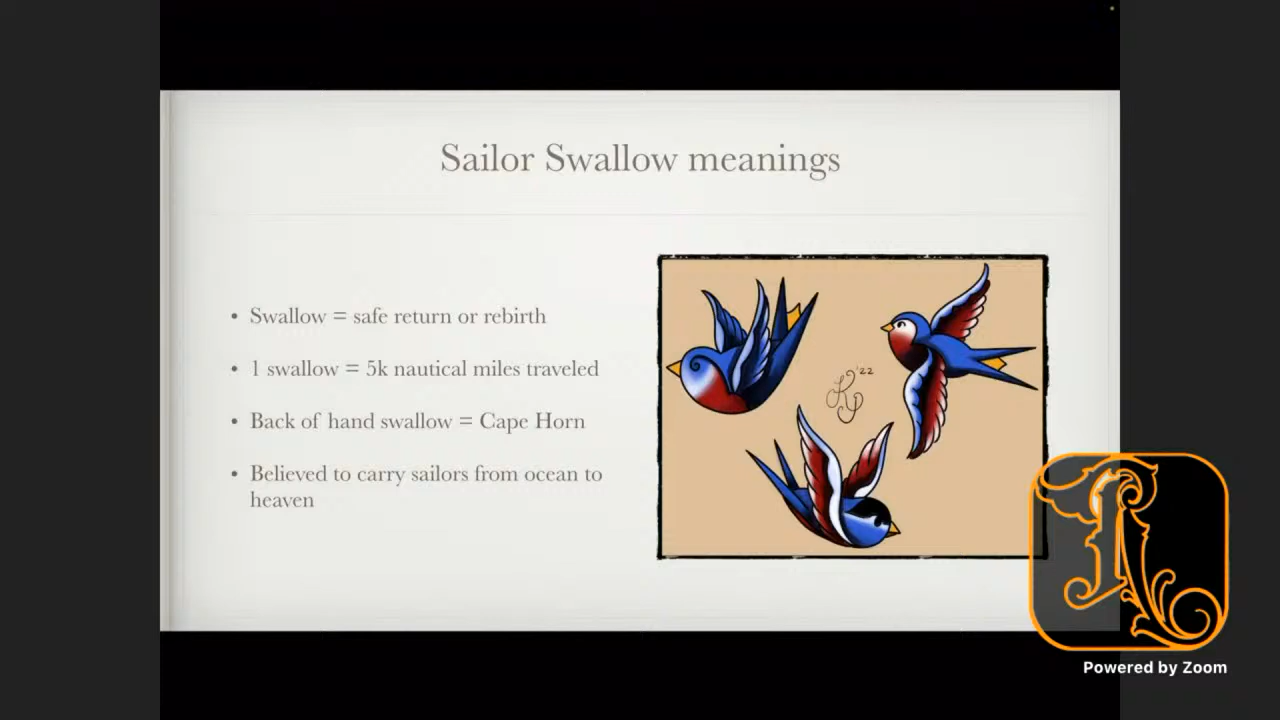 Sailor Swallow meanings
• Swallow = safe return or rebirth
• 1 swallow = 5k nautical miles traveled
• Back of hand swallow = Cape Horn
• Believed to carry sailors from ocean to
heaven
'22
Powered by Zoom